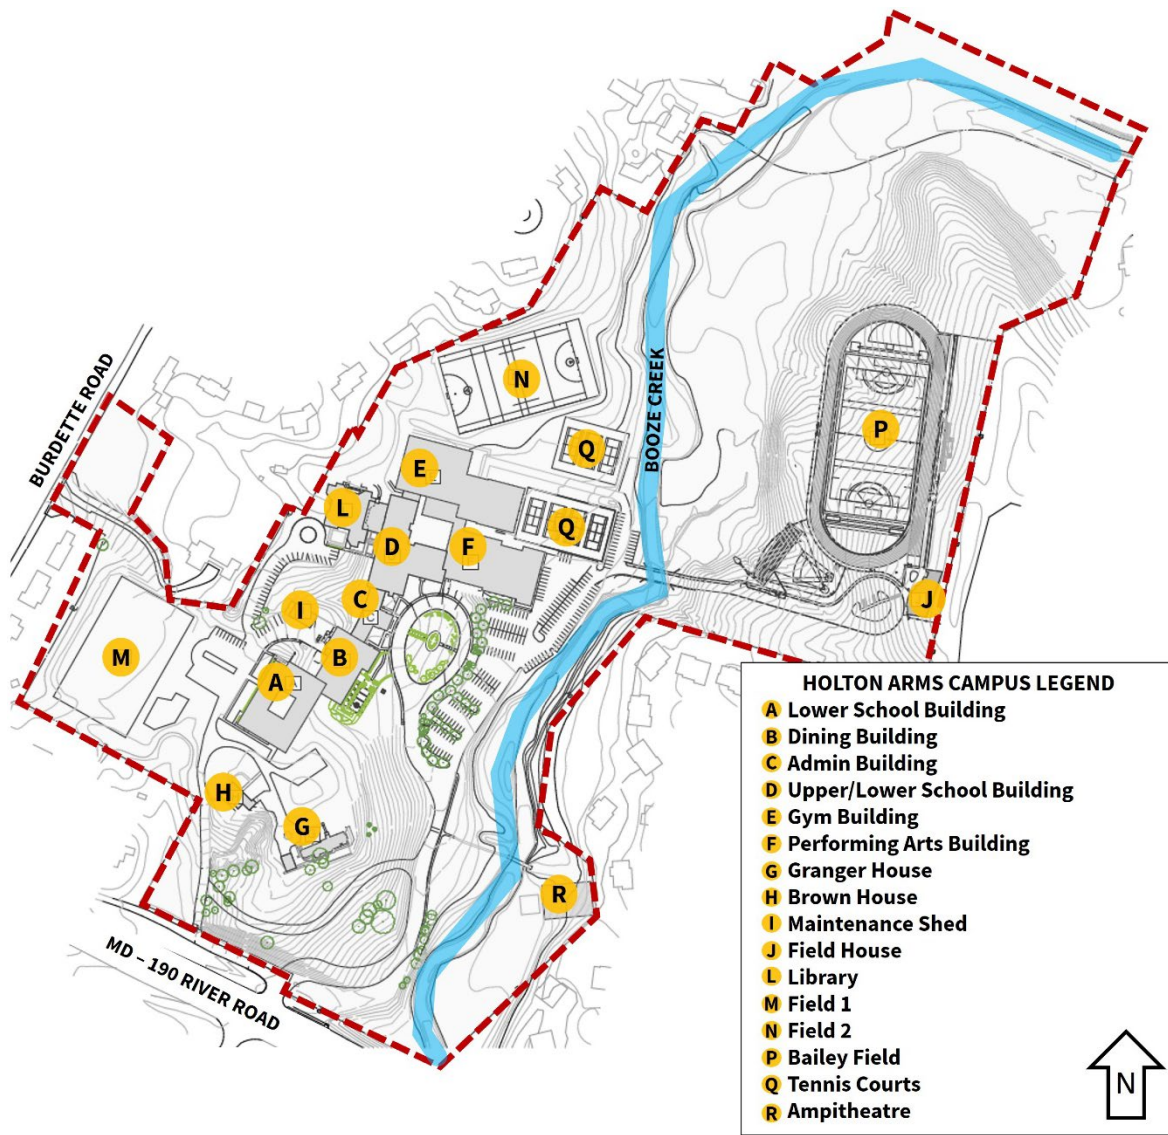 BURDETTE ROAD
BOOZE CREEK
N
P
Q
E
L
Q
D
F
C
J
I
M
B
A
H
G
R
MD – 190 RIVER ROAD
HOLTON ARMS CAMPUS LEGEND
A Lower School Building
B Dining Building
C Admin Building
D Upper/Lower School Building
E Gym Building
F Performing Arts Building
G Granger House
H Brown House
I Maintenance Shed
J Field House
L Library
M Field 1
N Field 2
P Bailey Field
Q Tennis Courts
R Ampitheatre
N